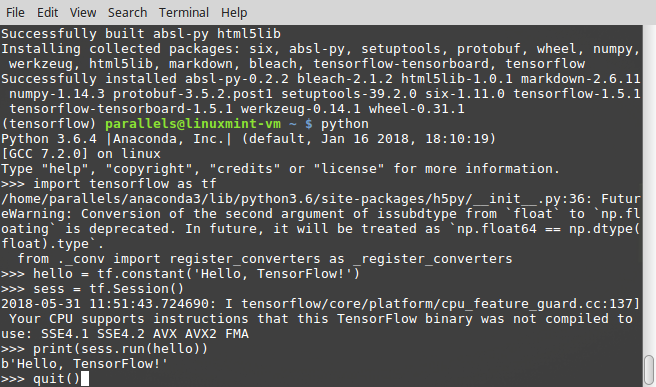 File Edit View Search Terminal Help
Successfully built absl-py html5lib
Installing collected packages: six, absl-py, setuptools, protobuf, wheel, numpy,
 werkzeug, html5lib, markdown, bleach, tensorflow-tensorboard, tensorflow
Successfully installed absl-py-0.2.2 bleach-2.1.2 html5lib-1.0.1 markdown-2.6.11
 numpy-1.14.3 protobuf-3.5.2.post1 setuptools-39.2.0 six-1.11.0 tensorflow-1.5.1
 tensorflow-tensorboard-1.5.1 werkzeug-0.14.1 wheel-0.31.1
(tensorflow) parallels@linuxmint-vm ~ $ python
Python 3.6.4 |Anaconda, Inc.| (default, Jan 16 2018, 18:10:19)
[GCC 7.2.0] on linux
Type "help", "copyright", "credits" or "license" for more information.
>>> import tensorflow as tf
/home/parallels/anaconda3/lib/python3.6/site-packages/h5py/__init__.py:36: Futur
eWarning: Conversion of the second argument of issubdtype from `float` to `np.fl
oating` is deprecated. In future, it will be treated as `np.float64 == np.dtype(
float).type`.
  from ._conv import register_converters as _register_converters
>>> hello = tf.constant('Hello, TensorFlow!')
>>> sess = tf.Session()
2018-05-31 11:51:43.724690: I tensorflow/core/platform/cpu_feature_guard.cc:137]
 Your CPU supports instructions that this TensorFlow binary was not compiled to
use: SSE4.1 SSE4.2 AVX AVX2 FMA
>>> print(sess.run(hello))
b'Hello, TensorFlow!'
>>> quit()